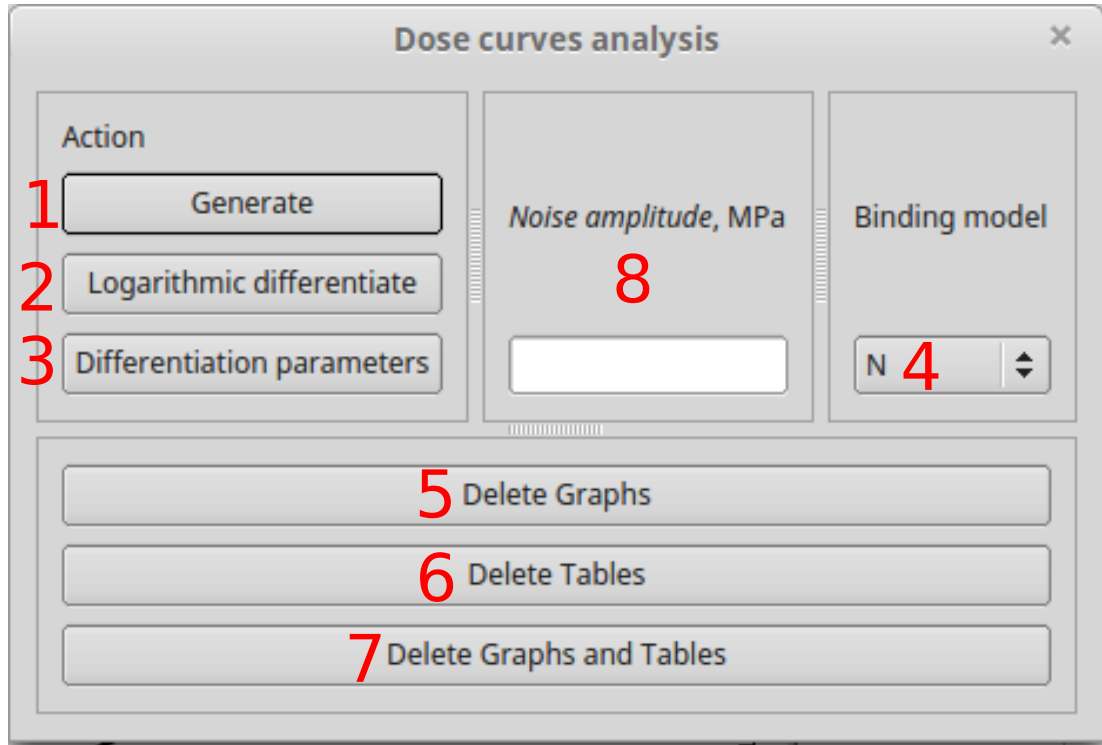 Dose curves analysis ×
Action
1 Generate
2 Logarithmic differentiate
3 Differentiation parameters
Noise amplitude, MPa
8
Binding model
N 4
5 Delete Graphs
6 Delete Tables
7 Delete Graphs and Tables